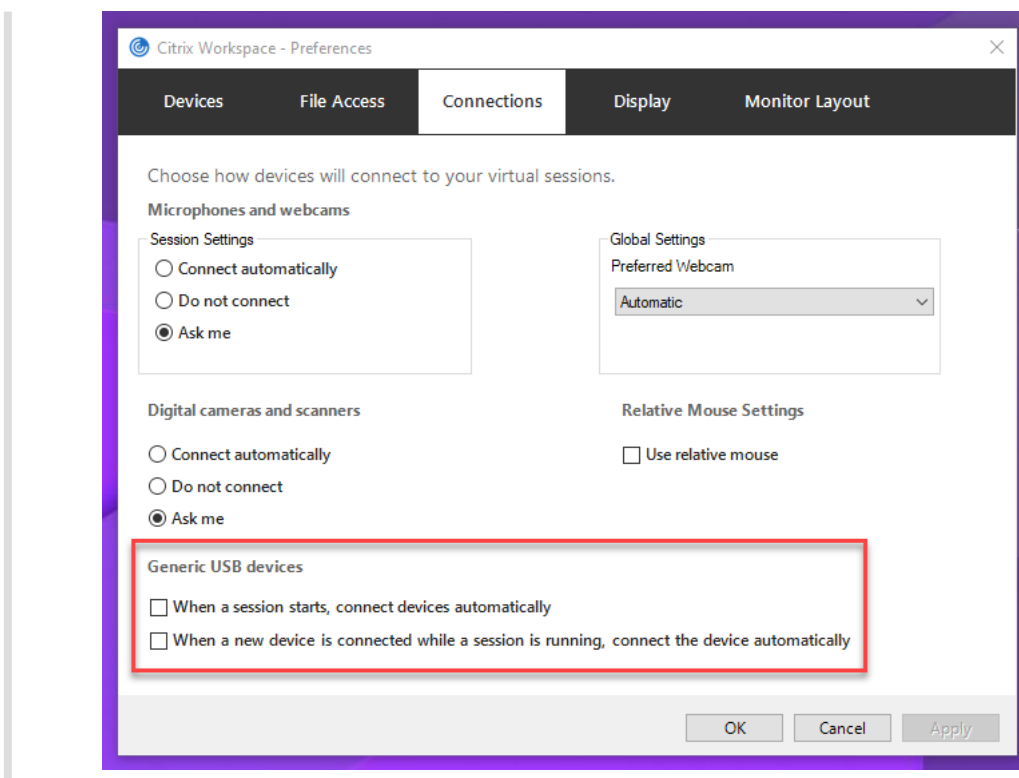 Citrix Workspace - Preferences
Devices
File Access
Connections
Display
Monitor Layout
Choose how devices will connect to your virtual sessions.
Microphones and webcams
Session Settings
Connect automatically
Do not connect
Ask me
Global Settings
Preferred Webcam
Automatic
Digital cameras and scanners
Connect automatically
Do not connect
Ask me
Relative Mouse Settings
Use relative mouse
Generic USB devices
When a session starts, connect devices automatically
When a new device is connected while a session is running, connect the device automatically
OK
Cancel
Apply